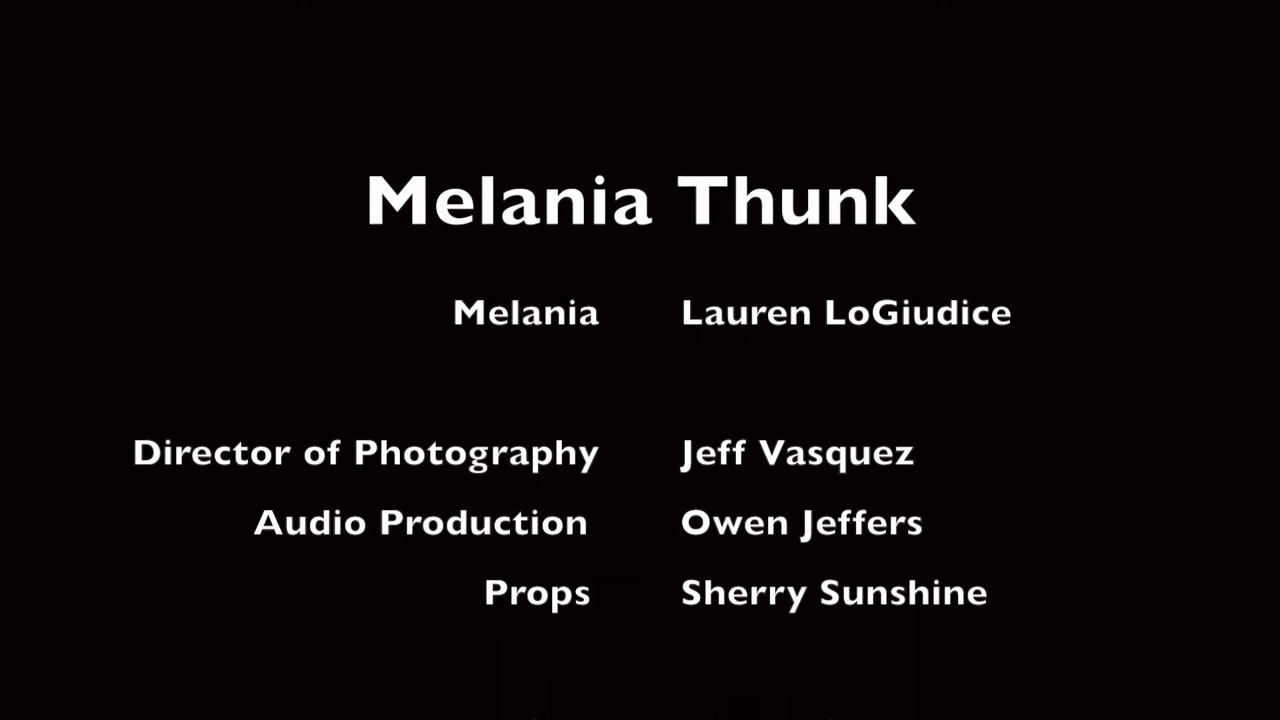 Melania Thunk
Melania Lauren LoGiudice
Director of Photography Jeff Vasquez
Audio Production Owen Jeffers
Props Sherry Sunshine